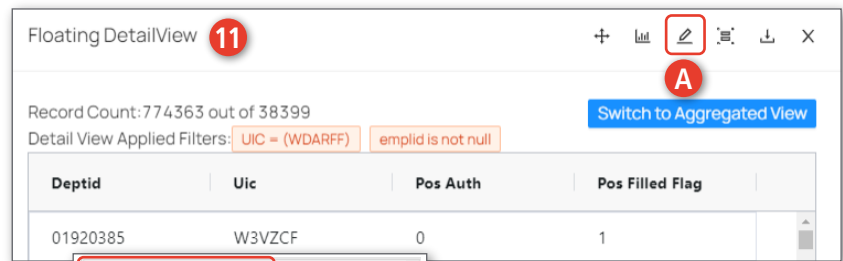 Floating DetailView 11
A
Record Count:774363 out of 38399
Switch to Aggregated View
Detail View Applied Filters: UIC = (WDARFF) emplid is not null
Deptid Uic Pos Auth Pos Filled Flag
01920385 W3VZCF 0 1